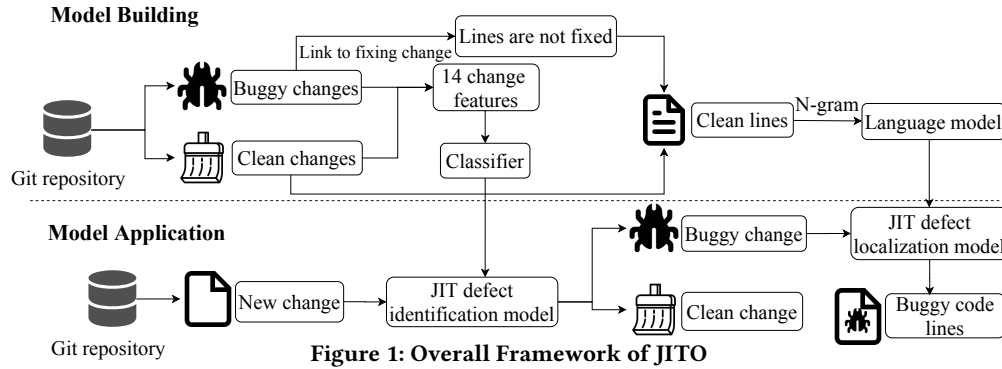 Model Building
Lines are not fixed
Link to fixing change
Buggy changes
14 change
features
Clean lines
N-gram
Language model
Git repository
Clean changes
Classifier
Model Application
Buggy change
JIT defect
localization model
New change
JIT defect
identification model
Clean change
Buggy code
lines
Git repository
Figure 1: Overall Framework of JITO